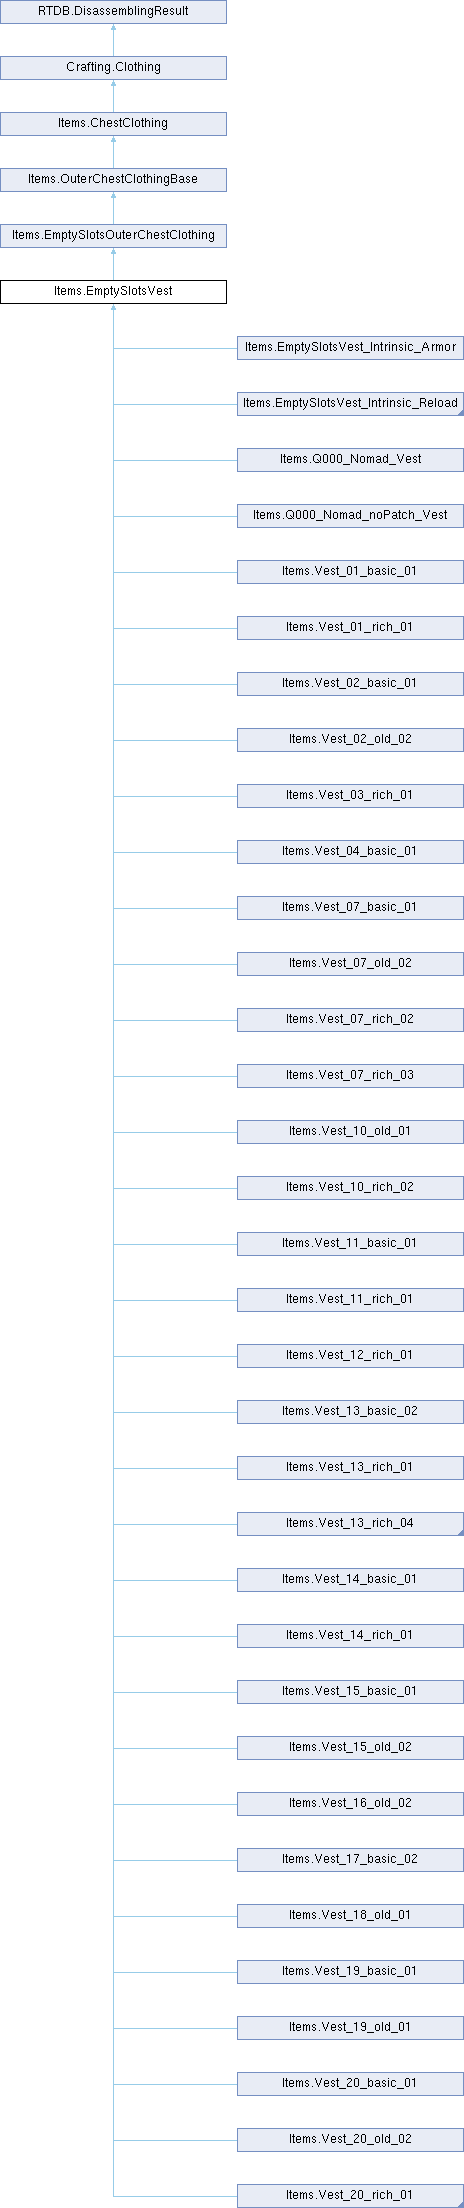 RTDB.DisassemblingResult
Crafting.Clothing
Items.ChestClothing
Items.OuterChestClothingBase
Items.EmptySlotsOuterChestClothing
Items.EmptySlotsVest
Items.EmptySlotsVest_Intrinsic_Armor
Items.EmptySlotsVest_Intrinsic_Reload
Items.Q000_Nomad_Vest
Items.Q000_Nomad_noPatch_Vest
Items.Vest_01_basic_01
Items.Vest_01_rich_01
Items.Vest_02_basic_01
Items.Vest_02_old_02
Items.Vest_03_rich_01
Items.Vest_04_basic_01
Items.Vest_07_basic_01
Items.Vest_07_old_02
Items.Vest_07_rich_02
Items.Vest_07_rich_03
Items.Vest_10_old_01
Items.Vest_10_rich_02
Items.Vest_11_basic_01
Items.Vest_11_rich_01
Items.Vest_12_rich_01
Items.Vest_13_basic_02
Items.Vest_13_rich_01
Items.Vest_13_rich_04
Items.Vest_14_basic_01
Items.Vest_14_rich_01
Items.Vest_15_basic_01
Items.Vest_15_old_02
Items.Vest_16_old_02
Items.Vest_17_basic_02
Items.Vest_18_old_01
Items.Vest_19_basic_01
Items.Vest_19_old_01
Items.Vest_20_basic_01
Items.Vest_20_old_02
Items.Vest_20_rich_01